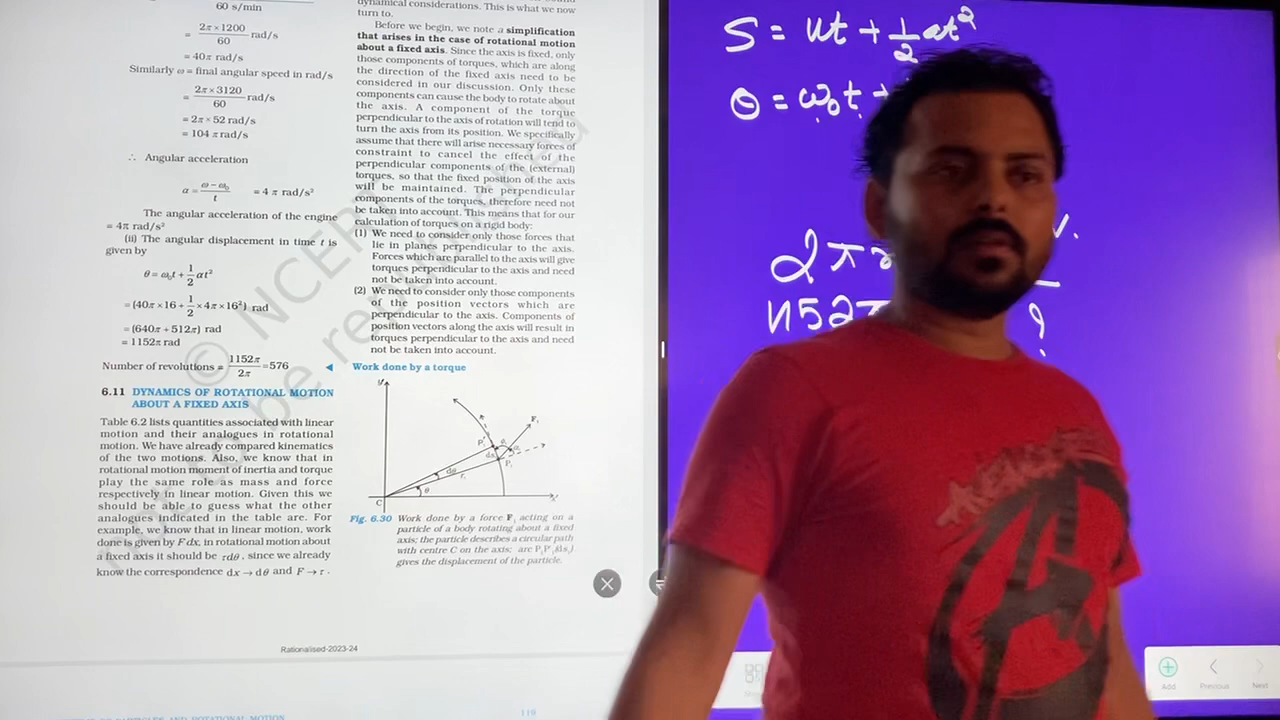 60 s/min
= 2π×1200/60 rad/s
= 40π rad/s
Similarly ω = final angular speed in rad/s
= 2π×3120/60 rad/s
= 2π×52 rad/s
= 104 π rad/s
∴ Angular acceleration
α = ω−ω₀/t = 4 π rad/s²
The angular acceleration of the engine
= 4π rad/s²
(ii) The angular displacement in time t is
given by
θ = ω₀t + 1/2 αt²
= (40π×16 + 1/2 ×4π×16²) rad
= (640π + 512π) rad
= 1152π rad
Number of revolutions = 1152π/2π = 576
6.11 DYNAMICS OF ROTATIONAL MOTION
ABOUT A FIXED AXIS
Table 6.2 lists quantities associated with linear
motion and their analogues in rotational
motion. We have already compared kinematics
of the two motions. Also, we know that in
rotational motion moment of inertia and torque
play the same role as mass and force
respectively in linear motion. Given this we
should be able to guess what the other
analogues indicated in the table are. For
example, we know that in linear motion, work
done is given by F dx, in rotational motion about
a fixed axis it should be τdθ, since we already
know the correspondence dx → dθ and F → τ.
dynamical considerations. This is what we now
turn to.
Before we begin, we note a simplification
that arises in the case of rotational motion
about a fixed axis. Since the axis is fixed, only
those components of torques, which are along
the direction of the fixed axis need to be
considered in our discussion. Only these
components can cause the body to rotate about
the axis. A component of the torque
perpendicular to the axis of rotation will tend to
turn the axis from its position. We specifically
assume that there will arise necessary forces of
constraint to cancel the effect of the
perpendicular components of the (external)
torques, so that the fixed position of the axis
will be maintained. The perpendicular
components of the torques, therefore need not
be taken into account. This means that for our
calculation of torques on a rigid body:
(1) We need to consider only those forces that
lie in planes perpendicular to the axis.
Forces which are parallel to the axis will give
torques perpendicular to the axis and need
not be taken into account.
(2) We need to consider only those components
of the position vectors which are
perpendicular to the axis. Components of
position vectors along the axis will result in
torques perpendicular to the axis and need
not be taken into account.
Work done by a torque
Fig. 6.30 Work done by a force F₁ acting on a
particle of a body rotating about a fixed
axis; the particle describes a circular path
with centre C on the axis; arc P₁P′₁(ds₁)
gives the displacement of the particle.
Rationalised-2023-24
119
© NCERT
S = ut + 1/2 at²
θ = ω₀t +
2π
1152π
?
Add
Previous
Next